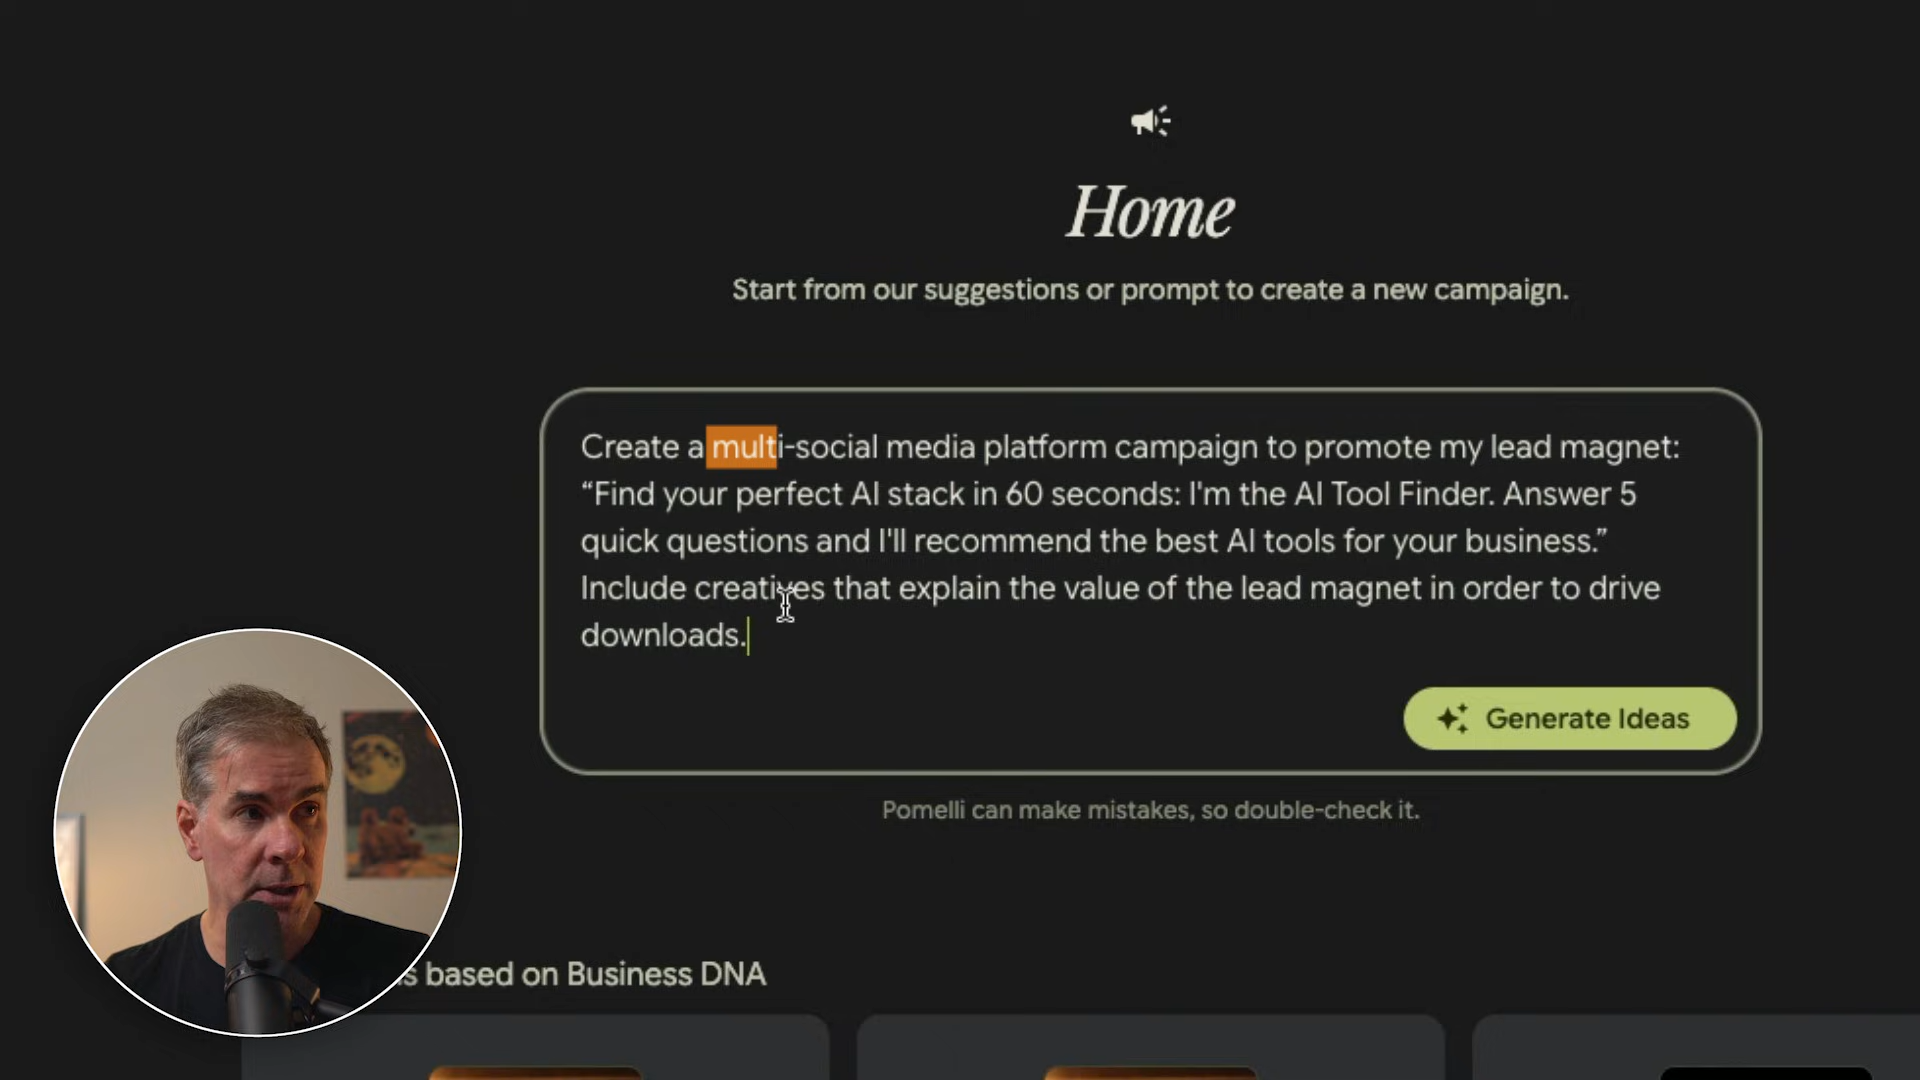 Home
Start from our suggestions or prompt to create a new campaign.
Create a multi-social media platform campaign to promote my lead magnet:
“Find your perfect AI stack in 60 seconds: I'm the AI Tool Finder. Answer 5
quick questions and I'll recommend the best AI tools for your business.”
Include creatives that explain the value of the lead magnet in order to drive
downloads.
Generate Ideas
Pomelli can make mistakes, so double-check it.
based on Business DNA